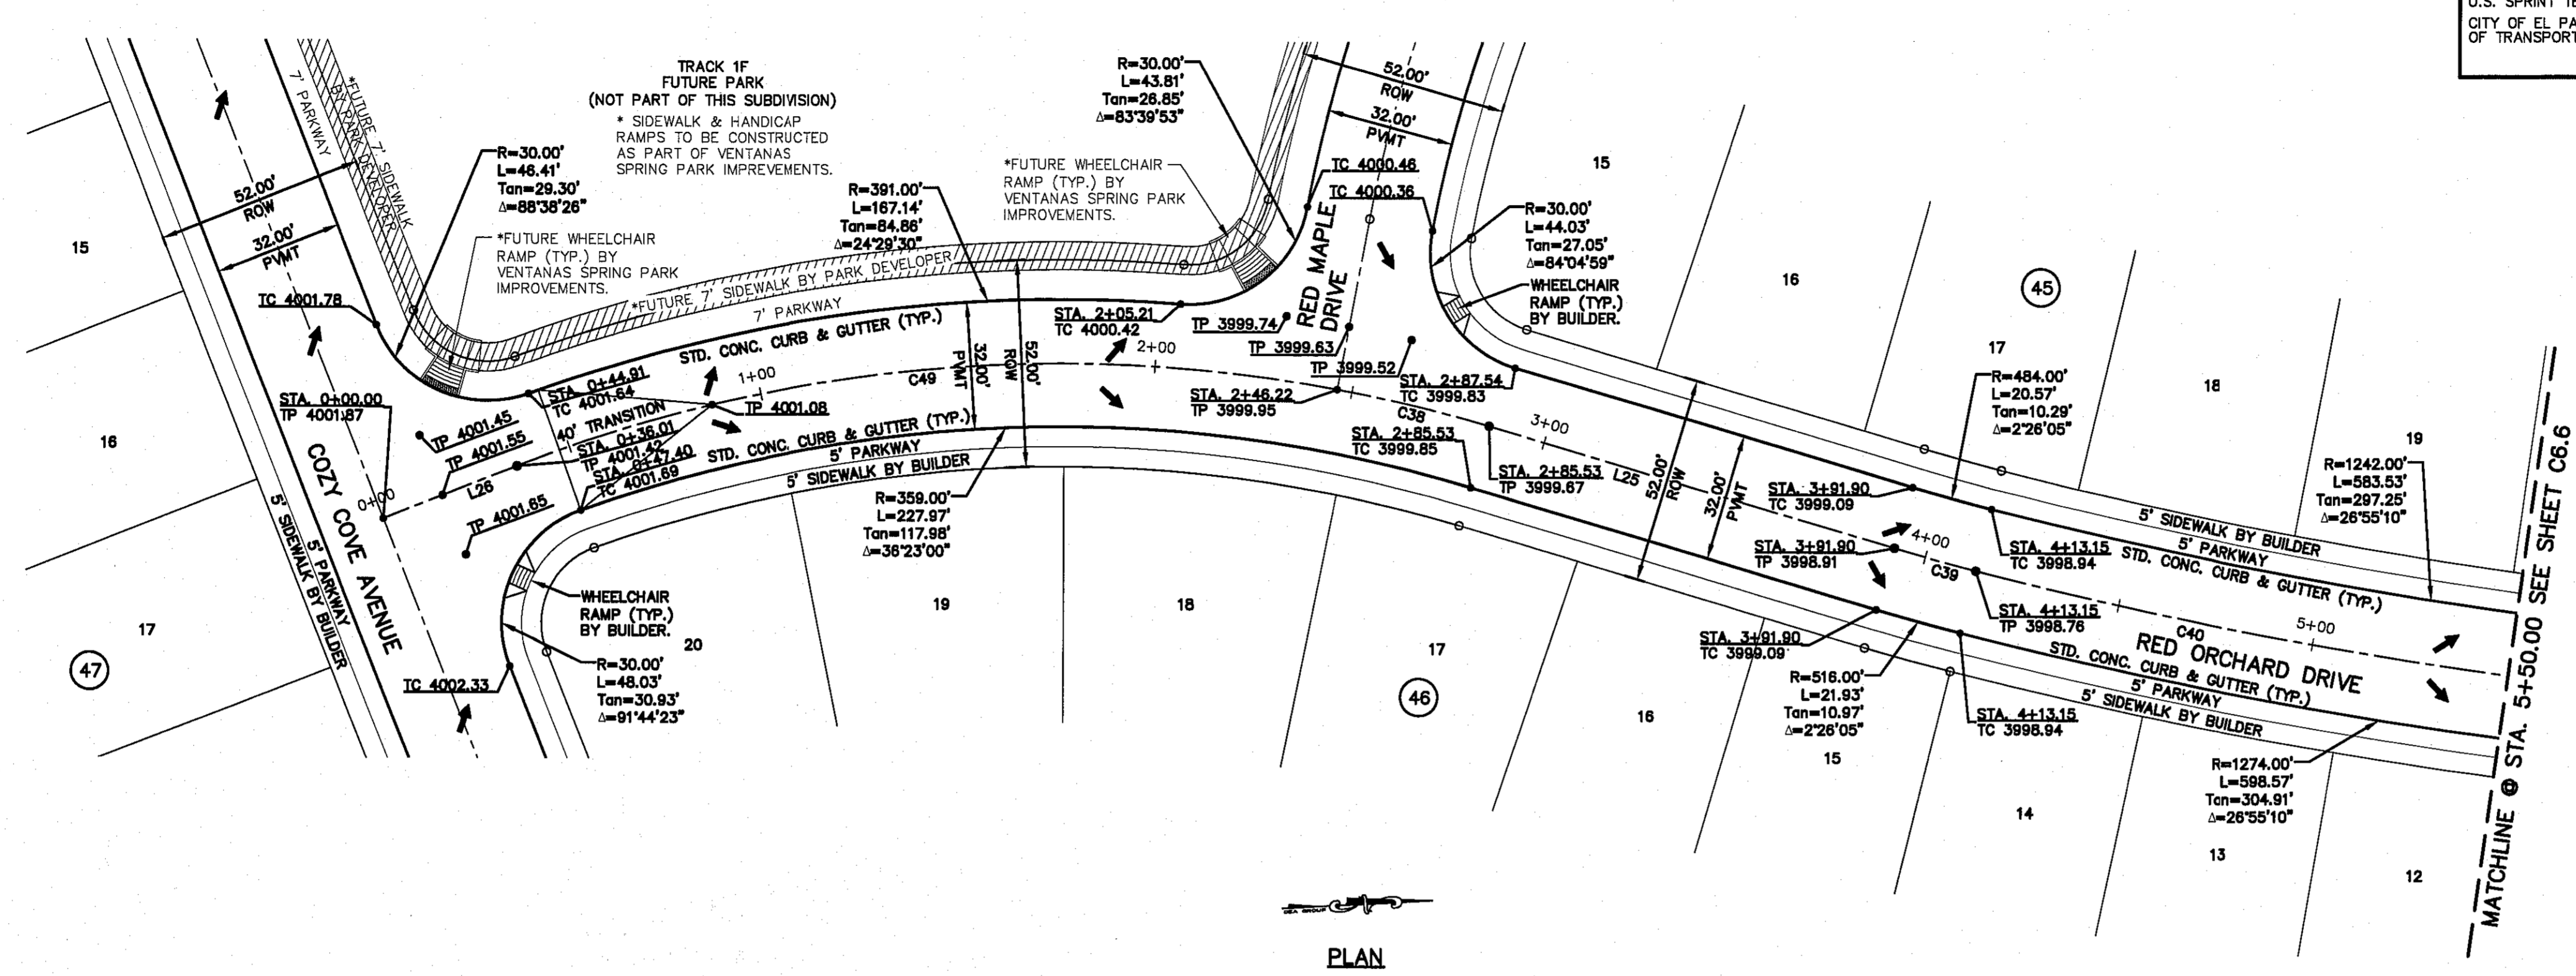 U.S. SPRINT
CITY OF EL
OF TRANSPORT
TRACK 1F
FUTURE PARK
(NOT PART OF THIS SUBDIVISION)
* SIDEWALK & HANDICAP
RAMPS TO BE CONSTRUCTED
AS PART OF VENTANAS
SPRING PARK IMPREVEMENTS.
7' PARKWAY
*FUTURE 7' SIDEWALK
BY PARK DEVELOPER
52.00'
ROW
32.00'
PVMT
R=30.00'
L=46.41'
Tan=29.30'
Δ=88°38'26"
*FUTURE WHEELCHAIR
RAMP (TYP.) BY
VENTANAS SPRING PARK
IMPROVEMENTS.
R=391.00'
L=167.14'
Tan=84.86'
Δ=24°29'30"
R=30.00'
L=43.81'
Tan=26.85'
Δ=83°39'53"
*FUTURE WHEELCHAIR
RAMP (TYP.) BY
VENTANAS SPRING PARK
IMPROVEMENTS.
52.00'
ROW
32.00'
PVMT
TC 4000.46
TC 4000.36
RED MAPLE
DRIVE
R=30.00'
L=44.03'
Tan=27.05'
Δ=84°04'59"
WHEELCHAIR
RAMP (TYP.)
BY BUILDER.
15
16
45
17
18
19
15
16
17
47
TC 4001.78
STA. 0+00.00
TP 4001.87
0+00
COZY COVE AVENUE
5' PARKWAY
5' SIDEWALK BY BUILDER
TP 4001.45
TP 4001.55
TP 4001.65
L26
STA. 0+44.91
TC 4001.64
40' TRANSITION
STA. 0+36.01
TP 4001.42
STA. 0+47.40
TC 4001.69
TP 4001.08
1+00
*FUTURE 7' SIDEWALK BY PARK DEVELOPER
7' PARKWAY
STD. CONC. CURB & GUTTER (TYP.)
C49
32.00'
PVMT
52.00'
ROW
STD. CONC. CURB & GUTTER (TYP.)
5' PARKWAY
5' SIDEWALK BY BUILDER
STA. 2+05.21
TC 4000.42
2+00
TP 3999.74
TP 3999.63
TP 3999.52
STA. 2+46.22
TP 3999.95
STA. 2+87.54
TC 3999.83
C38
STA. 2+85.53
TC 3999.85
3+00
STA. 2+85.53
TP 3999.67
L25
52.00'
ROW
32.00'
PVMT
R=484.00'
L=20.57'
Tan=10.29'
Δ=2°26'05"
STA. 3+91.90
TC 3999.09
STA. 3+91.90
TP 3998.91
4+00
C39
STA. 4+13.15
TC 3998.94
STA. 4+13.15
TP 3998.76
R=1242.00'
L=583.53'
Tan=297.25'
Δ=26°55'10"
5' SIDEWALK BY BUILDER
5' PARKWAY
STD. CONC. CURB & GUTTER (TYP.)
C40
5+00
RED ORCHARD DRIVE
STD. CONC. CURB & GUTTER (TYP.)
5' PARKWAY
5' SIDEWALK BY BUILDER
STA. 3+91.90
TC 3999.09
R=516.00'
L=21.93'
Tan=10.97'
Δ=2°26'05"
STA. 4+13.15
TC 3998.94
R=1274.00'
L=598.57'
Tan=304.91'
Δ=26°55'10"
MATCHLINE @ STA. 5+50.00 SEE SHEET C6.6
R=359.00'
L=227.97'
Tan=117.98'
Δ=36°23'00"
WHEELCHAIR
RAMP (TYP.)
BY BUILDER.
R=30.00'
L=48.03'
Tan=30.93'
Δ=91°44'23"
TC 4002.33
20
19
18
17
46
16
15
14
13
12
PLAN